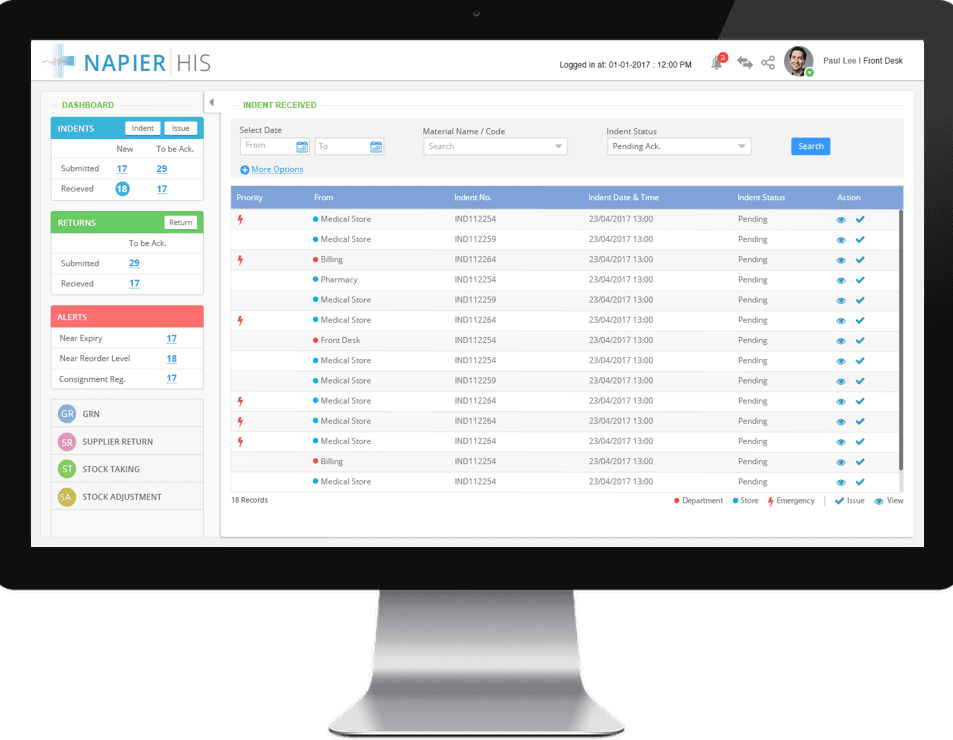 NAPIER HIS
Logged in at: 01-01-2017 : 12:00 PM
3
Paul Lee I Front Desk
DASHBOARD
INDENTS Indent Issue
New To be Ack.
Submitted 17 29
Recieved 18 17
RETURNS Return
To be Ack.
Submitted 29
Recieved 17
ALERTS
Near Expiry 17
Near Reorder Level 18
Consignment Reg. 17
GR GRN
SR SUPPLIER RETURN
ST STOCK TAKING
SA STOCK ADJUSTMENT
INDENT RECEIVED
Select Date Material Name / Code Indent Status
From To Search Pending Ack. Search
More Options
Priority From Indent No. Indent Date & Time Indent Status Action
Medical Store IND112254 23/04/2017 13:00 Pending
Medical Store IND112259 23/04/2017 13:00 Pending
Billing IND112264 23/04/2017 13:00 Pending
Pharmacy IND112254 23/04/2017 13:00 Pending
Medical Store IND112259 23/04/2017 13:00 Pending
Medical Store IND112264 23/04/2017 13:00 Pending
Front Desk IND112254 23/04/2017 13:00 Pending
Medical Store IND112254 23/04/2017 13:00 Pending
Medical Store IND112259 23/04/2017 13:00 Pending
Medical Store IND112264 23/04/2017 13:00 Pending
Medical Store IND112264 23/04/2017 13:00 Pending
Medical Store IND112264 23/04/2017 13:00 Pending
Billing IND112254 23/04/2017 13:00 Pending
Medical Store IND112254 23/04/2017 13:00 Pending
18 Records Department Store Emergency | Issue View